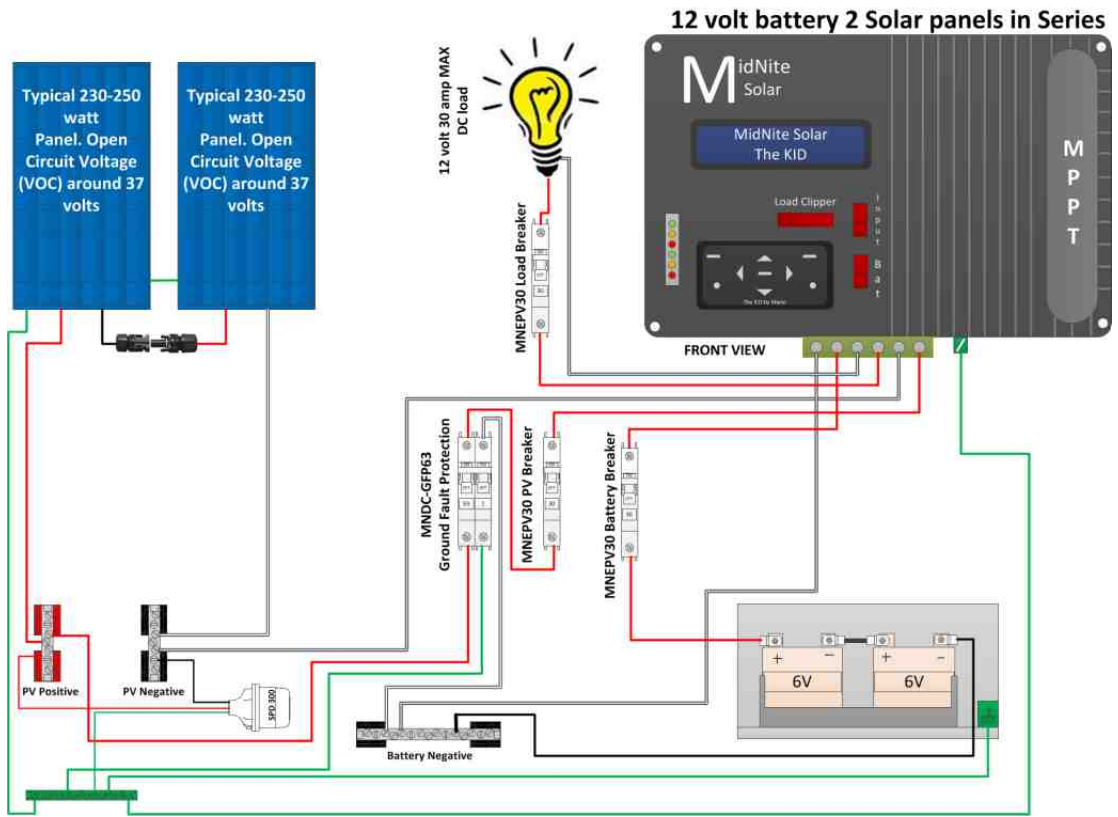 12 volt battery 2 Solar panels in Series
Typical 230-250
watt
Panel. Open
Circuit Voltage
(VOC) around 37
volts
Typical 230-250
watt
Panel. Open
Circuit Voltage
(VOC) around 37
volts
12 volt 30 amp MAX
DC load
MidNite
Solar
MidNite Solar
The KID
MPPT
Load Clipper
Input
Bat
FRONT VIEW
MNEPV30 Load Breaker
MNDC-GFP63
Ground Fault Protection
MNEPV30 PV Breaker
MNEPV30 Battery Breaker
PV Positive
PV Negative
SPD 300
Battery Negative
+ -
6V
+ -
6V